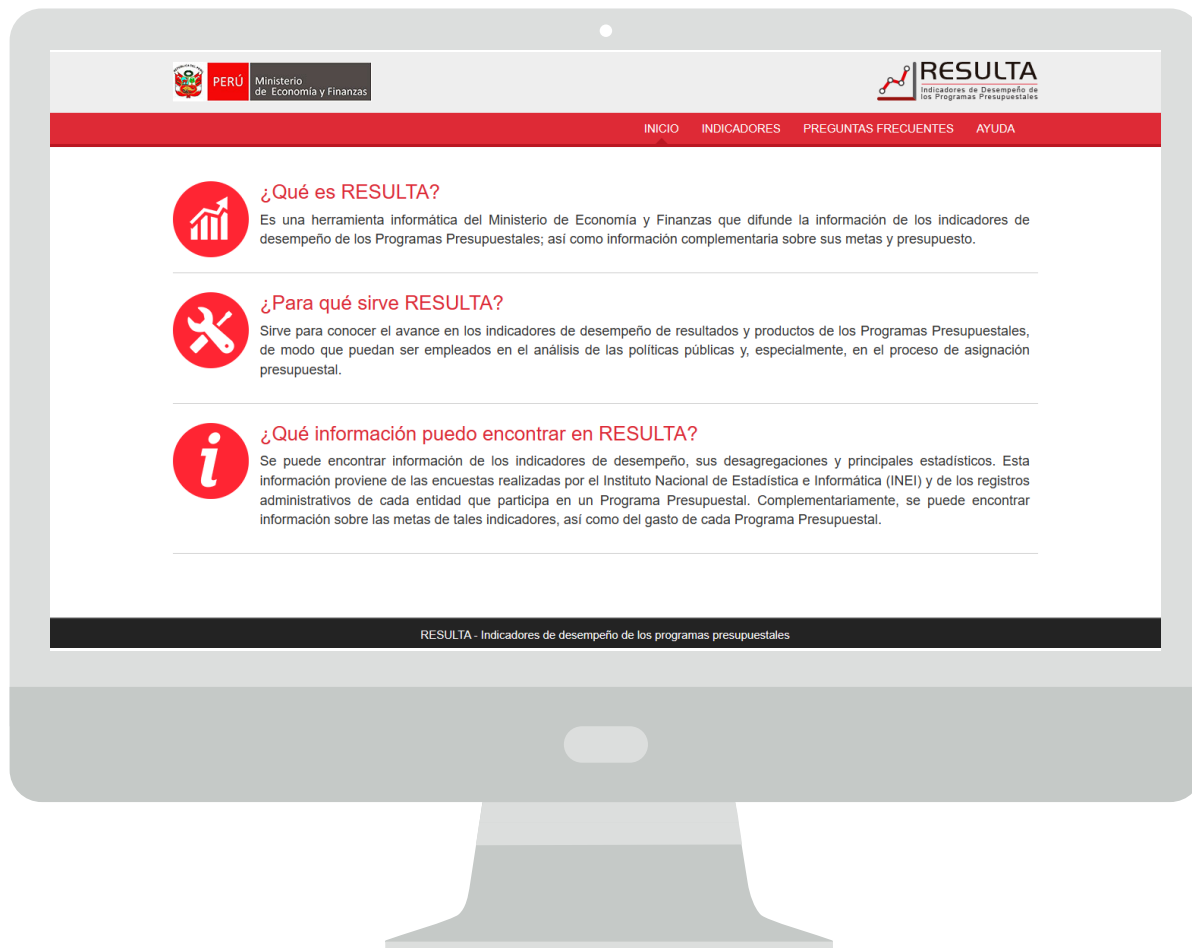 PERÚ
Ministerio
de Economía y Finanzas
RESULTA
Indicadores de Desempeño de
los Programas Presupuestales
INICIO INDICADORES PREGUNTAS FRECUENTES AYUDA
¿Qué es RESULTA?
Es una herramienta informática del Ministerio de Economía y Finanzas que difunde la información de los indicadores de
desempeño de los Programas Presupuestales; así como información complementaria sobre sus metas y presupuesto.
¿Para qué sirve RESULTA?
Sirve para conocer el avance en los indicadores de desempeño de resultados y productos de los Programas Presupuestales,
de modo que puedan ser empleados en el análisis de las políticas públicas y, especialmente, en el proceso de asignación
presupuestal.
¿Qué información puedo encontrar en RESULTA?
Se puede encontrar información de los indicadores de desempeño, sus desagregaciones y principales estadísticos. Esta
información proviene de las encuestas realizadas por el Instituto Nacional de Estadística e Informática (INEI) y de los registros
administrativos de cada entidad que participa en un Programa Presupuestal. Complementariamente, se puede encontrar
información sobre las metas de tales indicadores, así como del gasto de cada Programa Presupuestal.
RESULTA - Indicadores de desempeño de los programas presupuestales